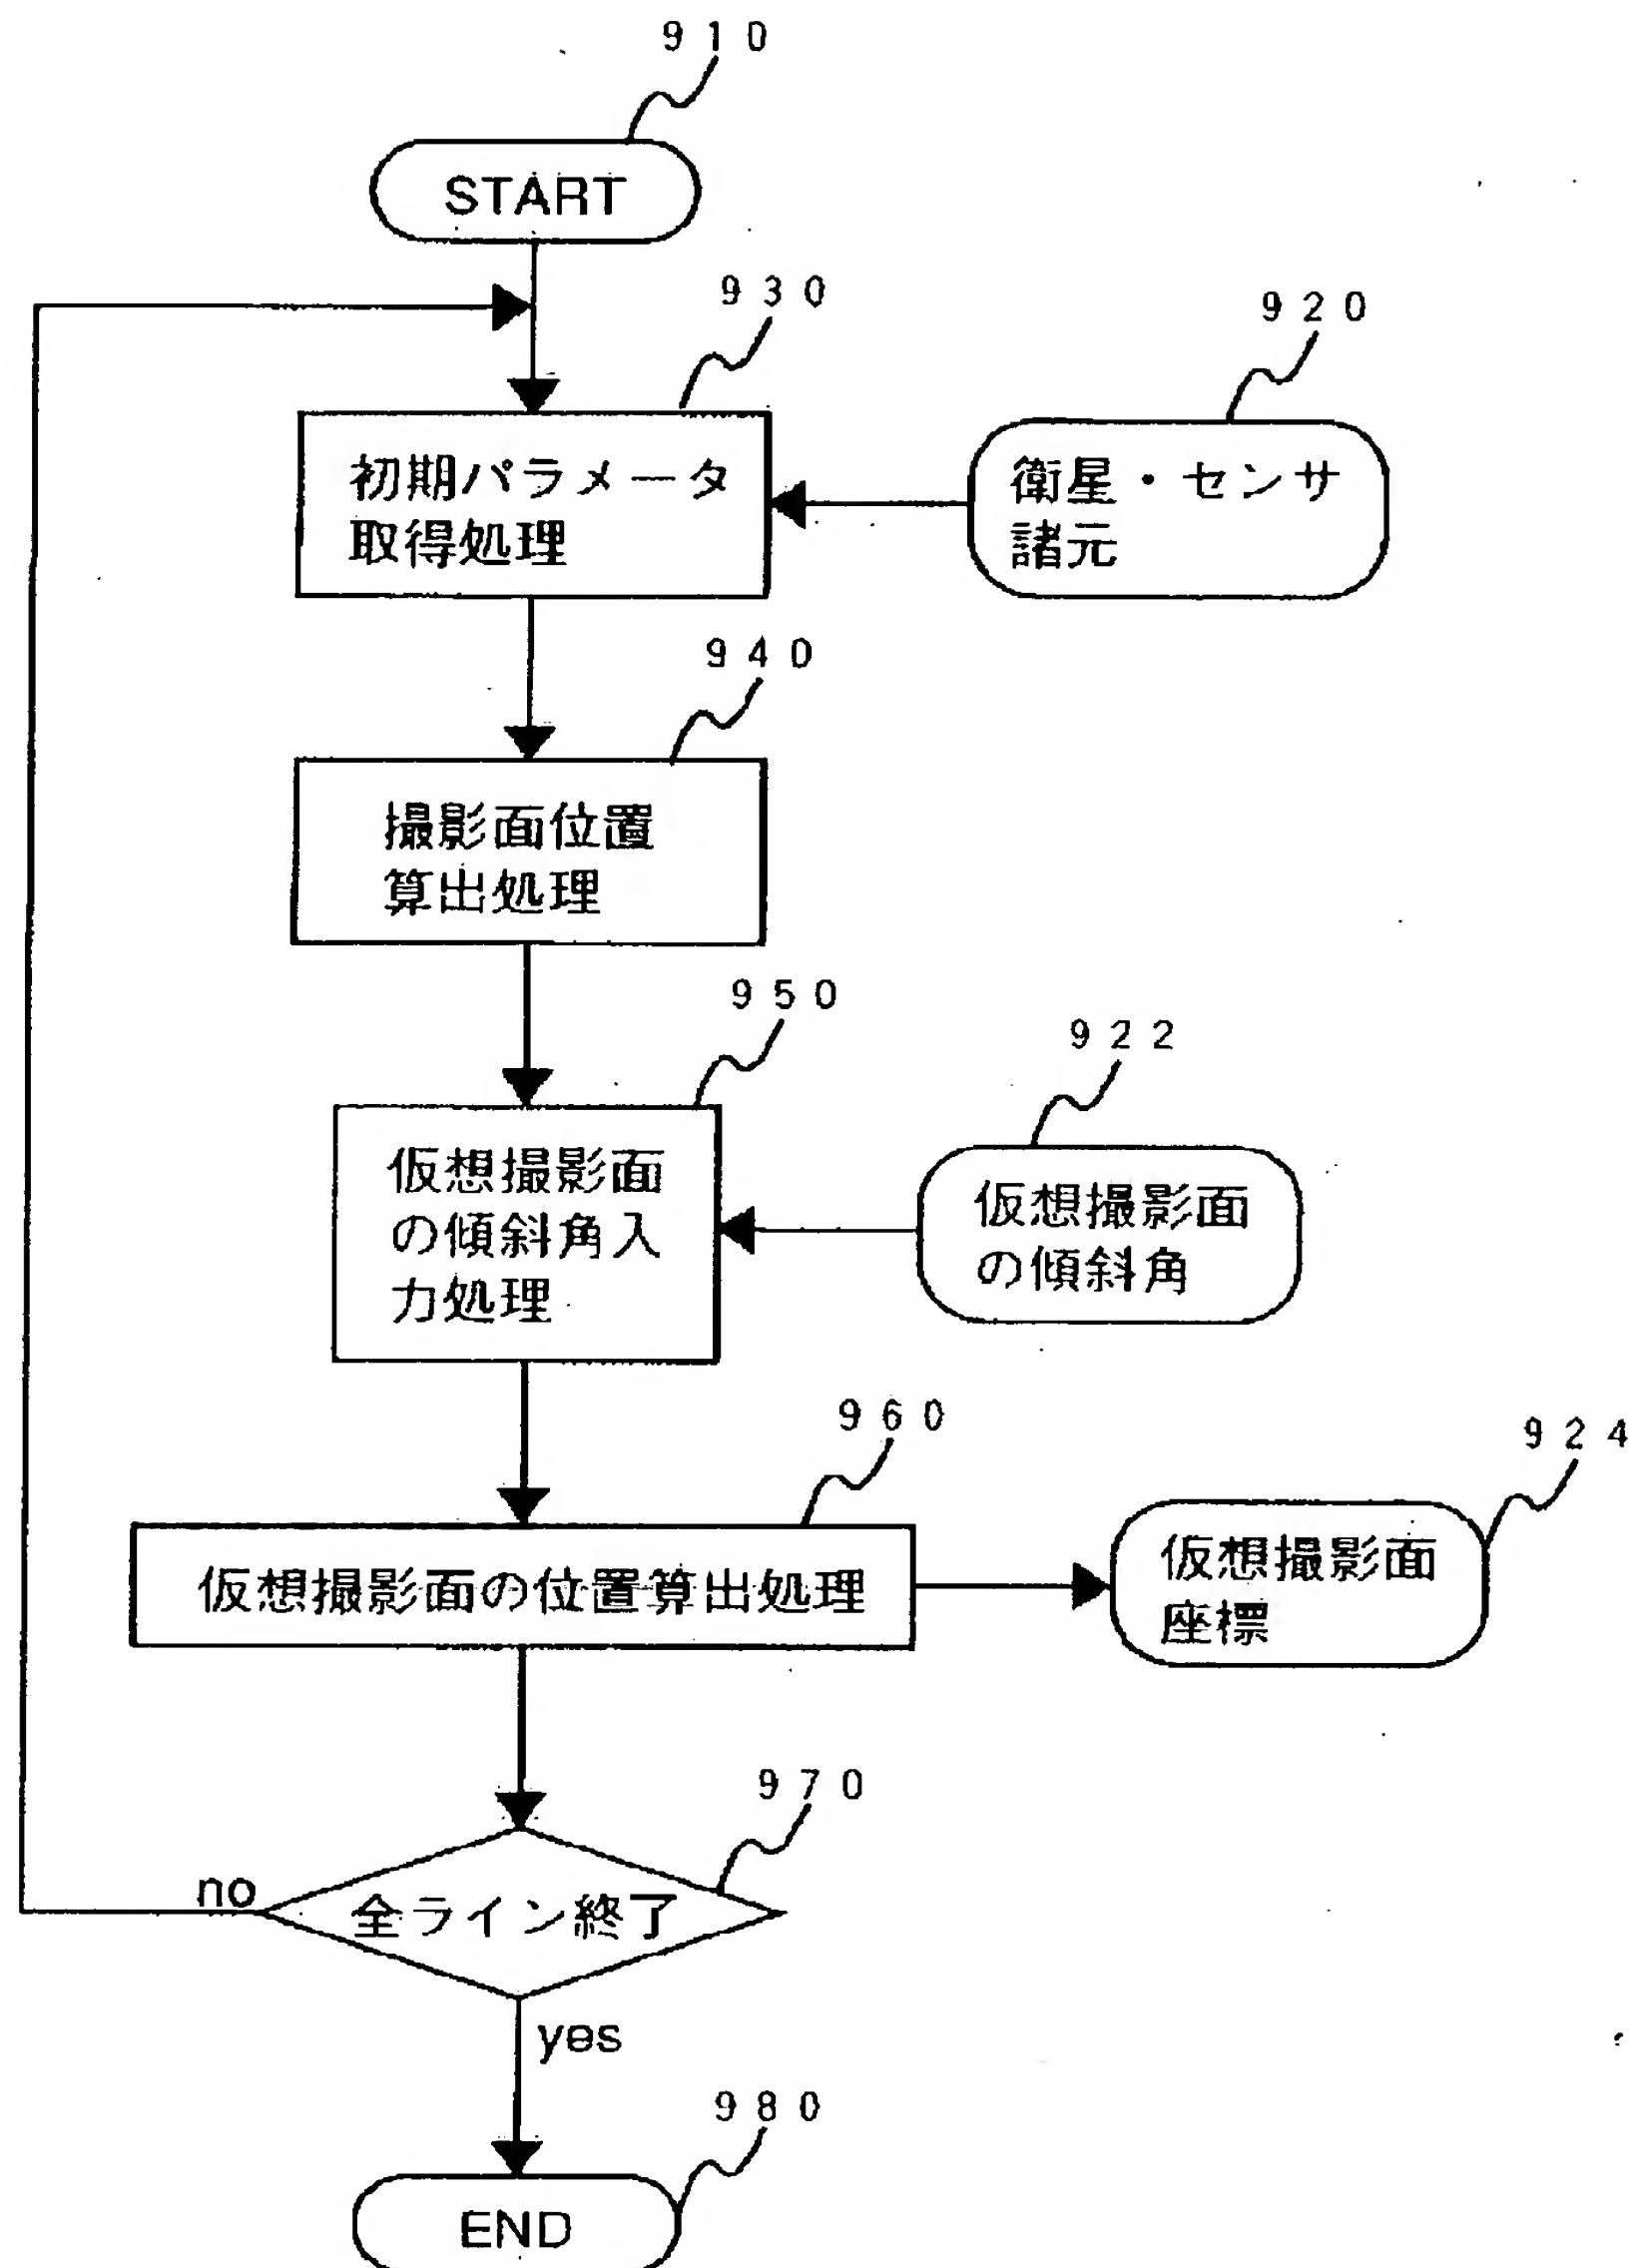 910
START
930
920
初期パラメータ
取得処理
衛星・センサ
諸元
940
撮影面位置
算出処理
950
922
仮想撮影面
の傾斜角入
力処理
仮想撮影面
の傾斜角
960
924
仮想撮影面の位置算出処理
仮想撮影面
座標
970
no
全ライン終了
yes
980
END